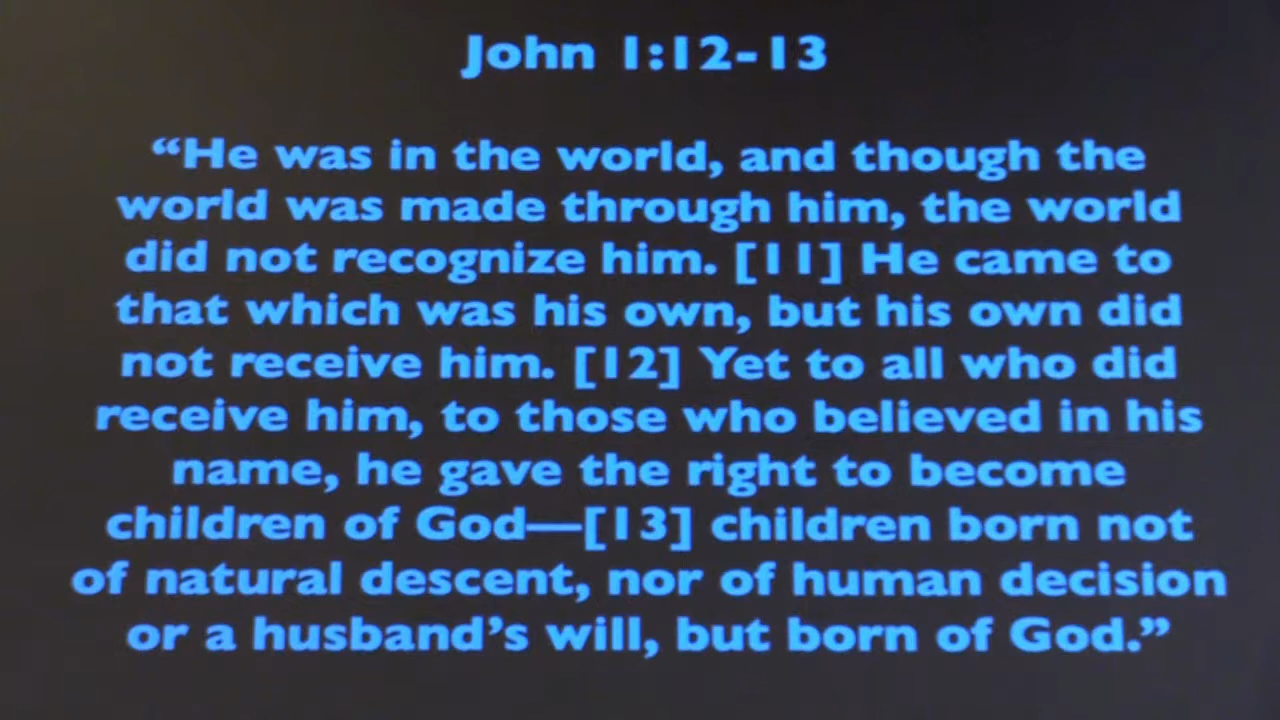 John 1:12-13
“He was in the world, and though the
world was made through him, the world
did not recognize him. [11] He came to
that which was his own, but his own did
not receive him. [12] Yet to all who did
receive him, to those who believed in his
name, he gave the right to become
children of God—[13] children born not
of natural descent, nor of human decision
or a husband’s will, but born of God.”